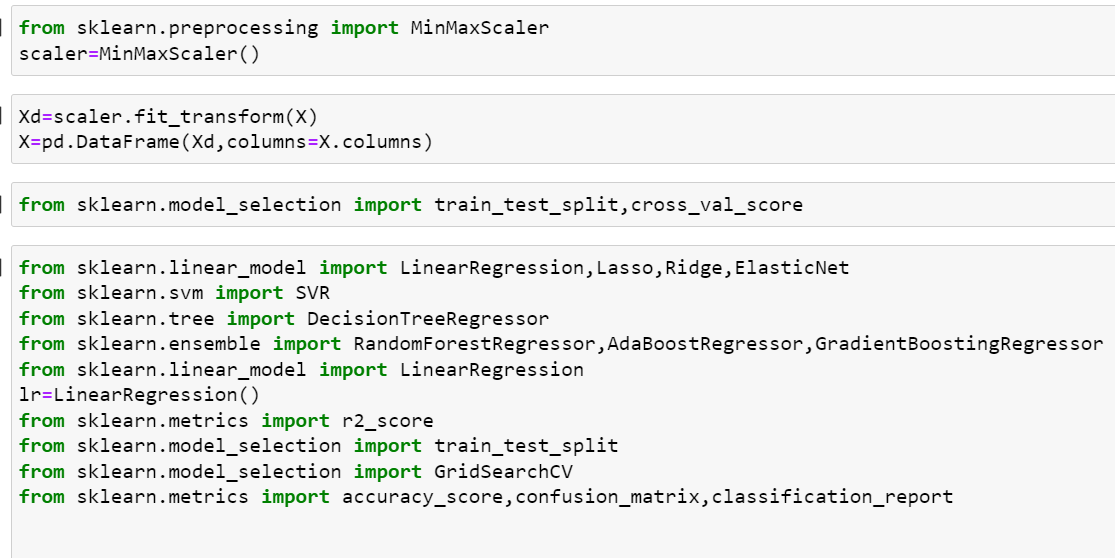 from sklearn.preprocessing import MinMaxScaler
scaler=MinMaxScaler()
Xd=scaler.fit_transform(X)
X=pd.DataFrame(Xd,columns=X.columns)
from sklearn.model_selection import train_test_split,cross_val_score
from sklearn.linear_model import LinearRegression,Lasso,Ridge,ElasticNet
from sklearn.svm import SVR
from sklearn.tree import DecisionTreeRegressor
from sklearn.ensemble import RandomForestRegressor,AdaBoostRegressor,GradientBoostingRegressor
from sklearn.linear_model import LinearRegression
lr=LinearRegression()
from sklearn.metrics import r2_score
from sklearn.model_selection import train_test_split
from sklearn.model_selection import GridSearchCV
from sklearn.metrics import accuracy_score,confusion_matrix,classification_report